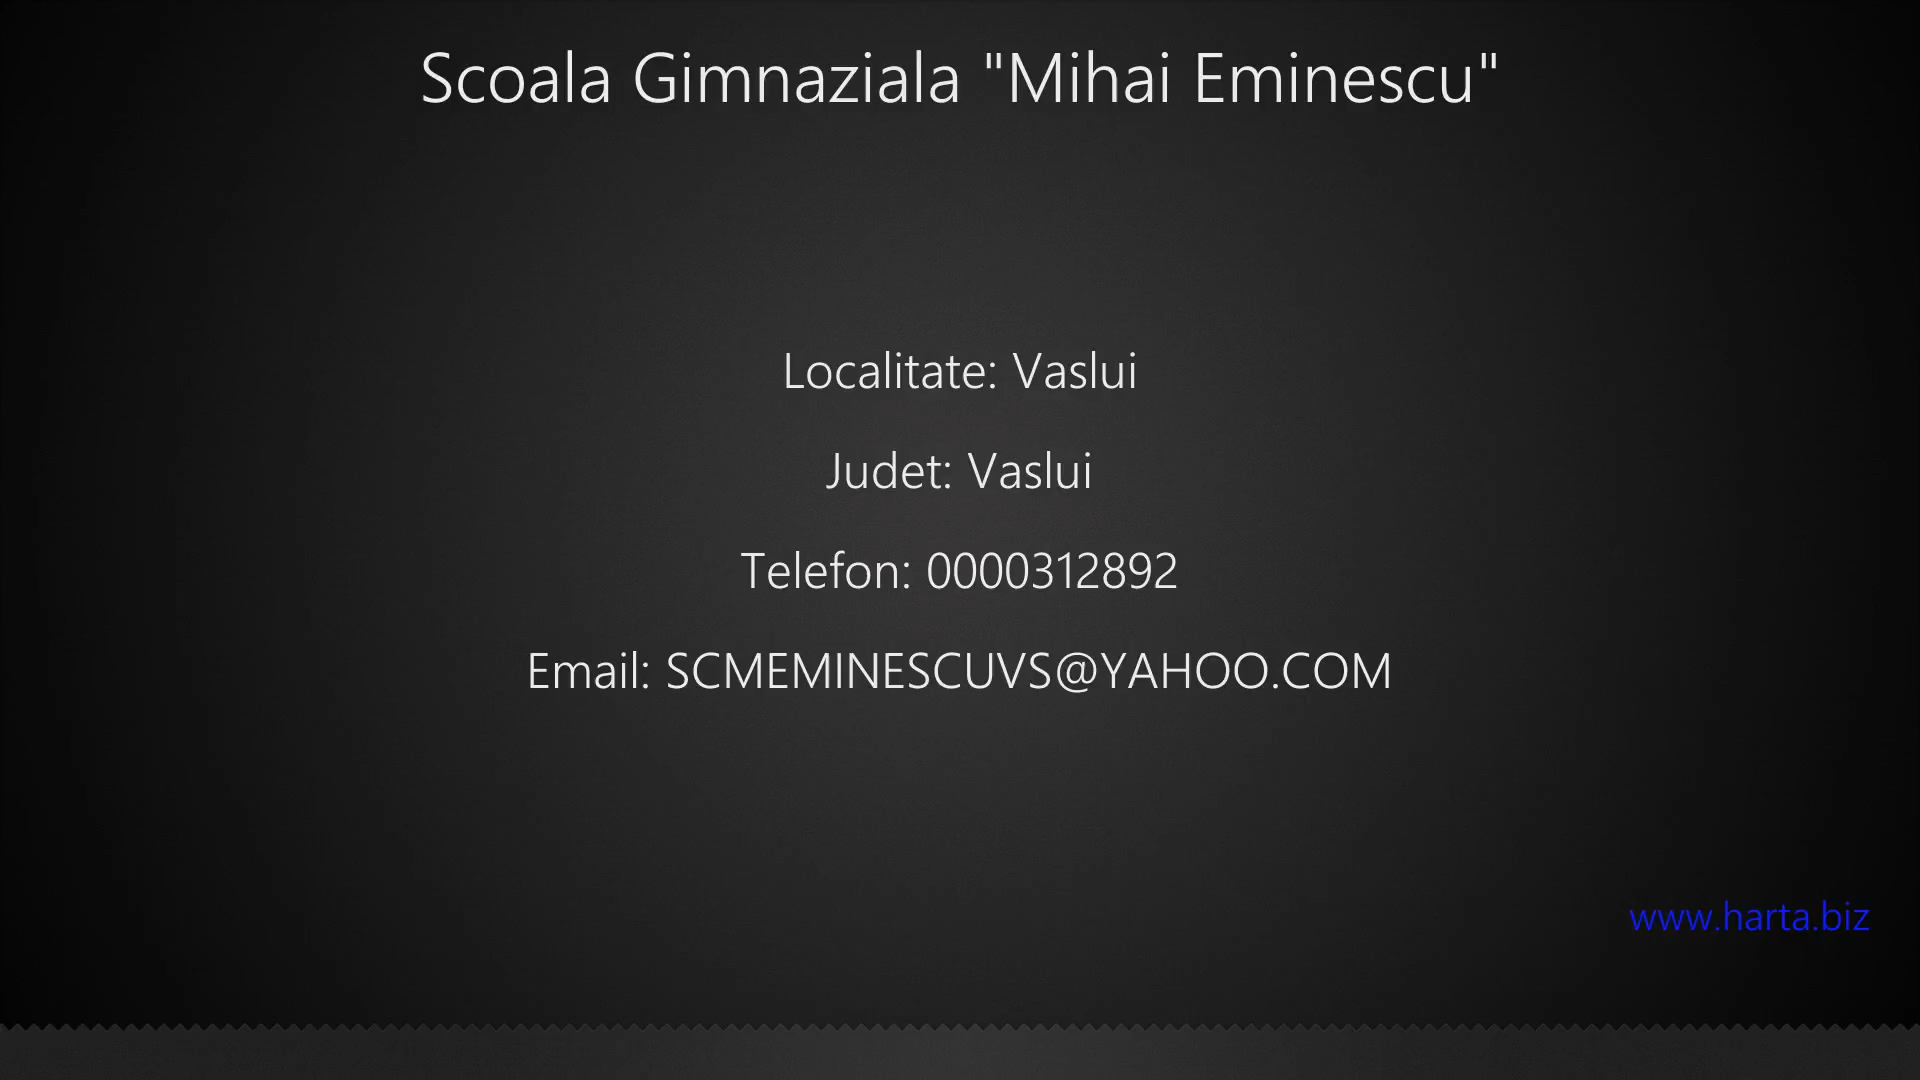 Scoala Gimnaziala "Mihai Eminescu"
Localitate: Vaslui
Judet: Vaslui
Telefon: 0000312892
Email: SCMEMINESCUVS@YAHOO.COM
www.harta.biz